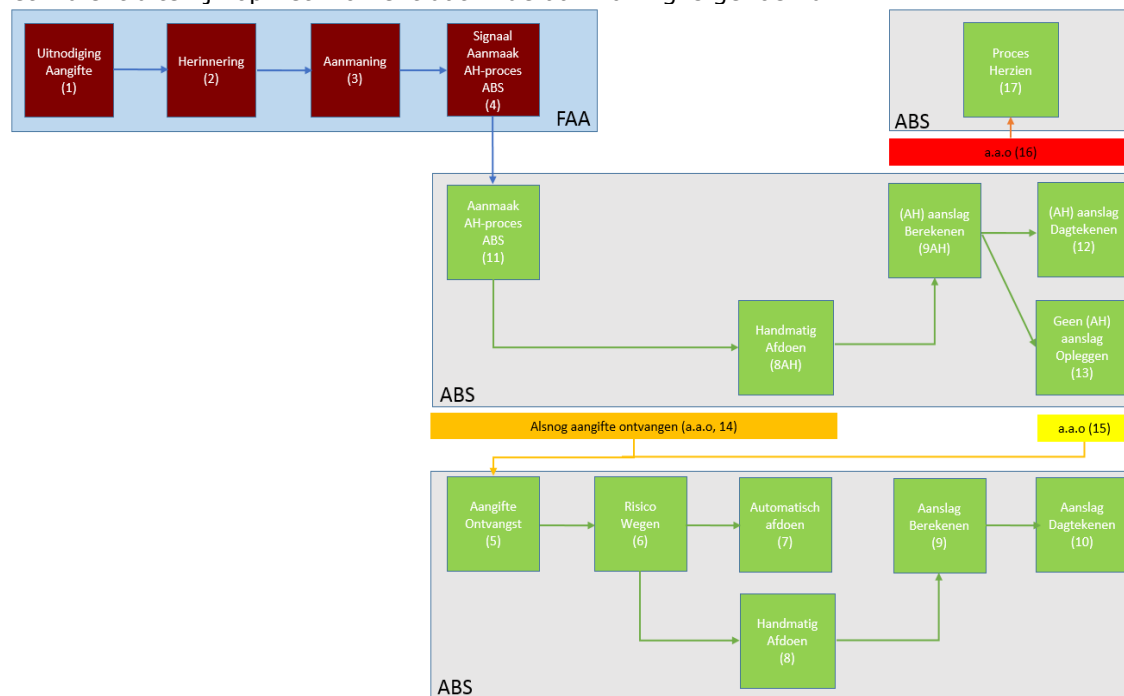 Uitnodiging
Aangifte
(1)
Herinnering
(2)
Aanmaning
(3)
Signaal
Aanmaak
AH-proces
ABS
(4)
FAA
Proces
Herzien
(17)
ABS
a.a.o (16)
Aanmaak
AH-proces
ABS
(11)
Handmatig
Afdoen
(8AH)
(AH) aanslag
Berekenen
(9AH)
(AH) aanslag
Dagtekenen
(12)
Geen (AH)
aanslag
Opleggen
(13)
ABS
Alsnog aangifte ontvangen (a.a.o, 14)
a.a.o (15)
Aangifte
Ontvangst
(5)
Risico
Wegen
(6)
Automatisch
afdoen
(7)
Handmatig
Afdoen
(8)
Aanslag
Berekenen
(9)
Aanslag
Dagtekenen
(10)
ABS